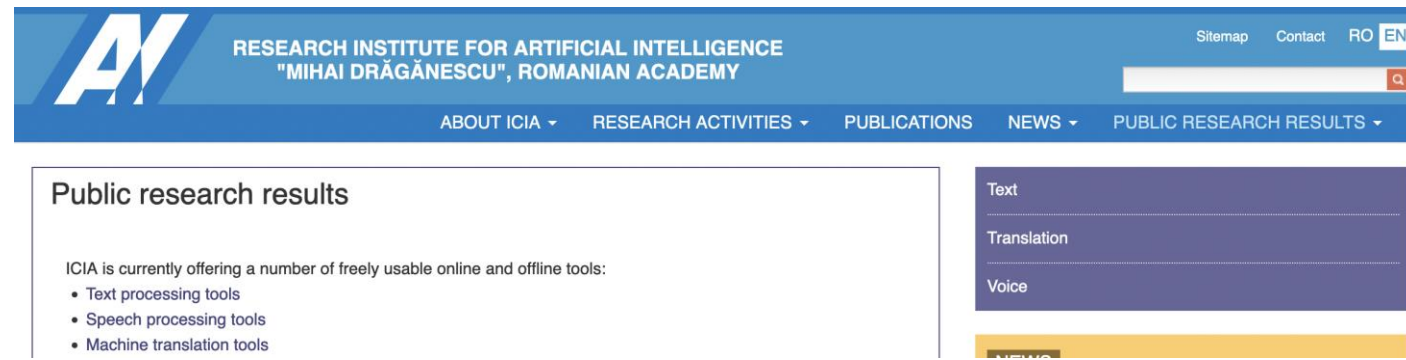 AI
RESEARCH INSTITUTE FOR ARTIFICIAL INTELLIGENCE
"MIHAI DRĂGĂNESCU", ROMANIAN ACADEMY
Sitemap Contact RO EN
ABOUT ICIA RESEARCH ACTIVITIES PUBLICATIONS NEWS PUBLIC RESEARCH RESULTS
Public research results
ICIA is currently offering a number of freely usable online and offline tools:
• Text processing tools
• Speech processing tools
• Machine translation tools
Text
Translation
Voice
NEWS